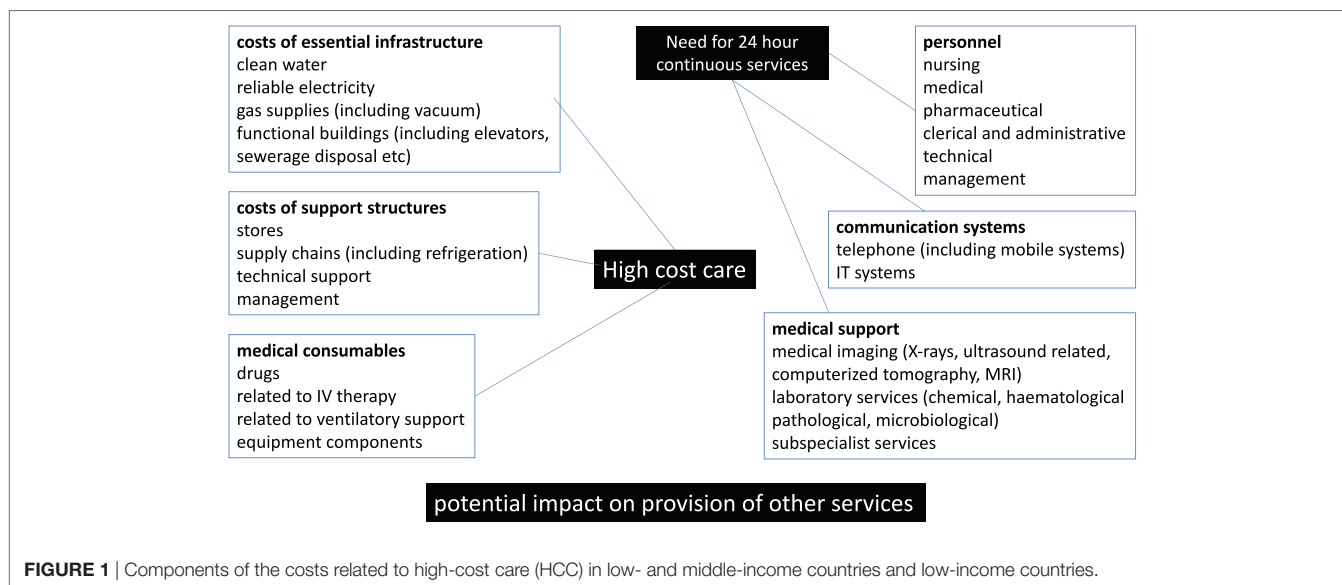 costs of essential infrastructure
clean water
reliable electricity
gas supplies (including vacuum)
functional buildings (including elevators,
sewerage disposal etc)
costs of support structures
stores
supply chains (including refrigeration)
technical support
management
medical consumables
drugs
related to IV therapy
related to ventilatory support
equipment components
High cost care
Need for 24 hour
continuous services
personnel
nursing
medical
pharmaceutical
clerical and administrative
technical
management
communication systems
telephone (including mobile systems)
IT systems
medical support
medical imaging (X-rays, ultrasound related,
computerized tomography, MRI)
laboratory services (chemical, haematological
pathological, microbiological)
subspecialist services
potential impact on provision of other services
FIGURE 1 | Components of the costs related to high-cost care (HCC) in low- and middle-income countries and low-income countries.